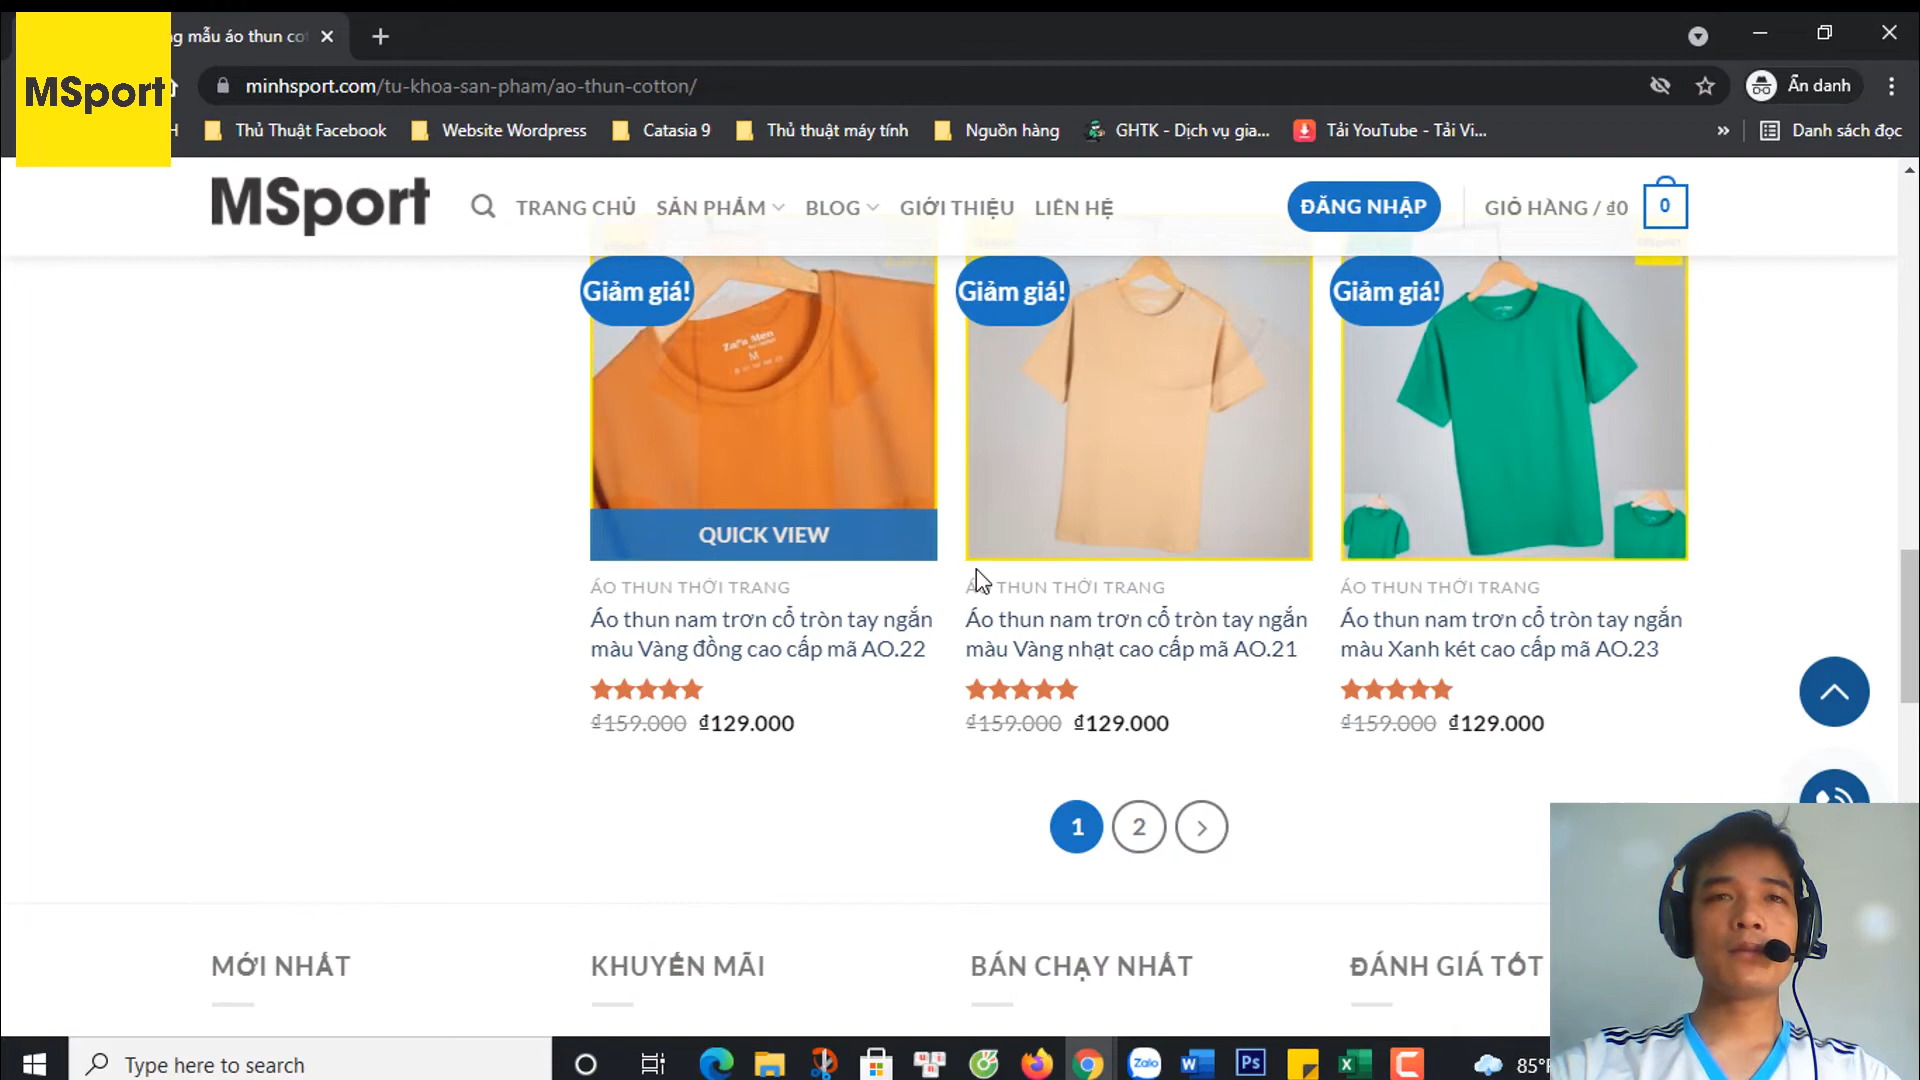 ng mẫu áo thun co
MSport
minhsport.com/tu-khoa-san-pham/ao-thun-cotton/
Ẩn danh
H
Thủ Thuật Facebook
Website Wordpress
Catasia 9
Thủ thuật máy tính
Nguồn hàng
GHTK - Dịch vụ gia...
Tải YouTube - Tải Vi...
»
Danh sách đọc
MSport
TRANG CHỦ
SẢN PHẨM
BLOG
GIỚI THIỆU
LIÊN HỆ
ĐĂNG NHẬP
GIỎ HÀNG / ₫0
0
Giảm giá!
Giảm giá!
Giảm giá!
M
QUICK VIEW
ÁO THUN THỜI TRANG
Áo thun nam trơn cổ tròn tay ngắn
màu Vàng đồng cao cấp mã AO.22
₫159.000 ₫129.000
ÁO THUN THỜI TRANG
Áo thun nam trơn cổ tròn tay ngắn
màu Vàng nhạt cao cấp mã AO.21
₫159.000 ₫129.000
ÁO THUN THỜI TRANG
Áo thun nam trơn cổ tròn tay ngắn
màu Xanh két cao cấp mã AO.23
₫159.000 ₫129.000
1
2
MỚI NHẤT
KHUYẾN MÃI
BÁN CHẠY NHẤT
ĐÁNH GIÁ TỐT
Type here to search
Zalo
Ps
85°F